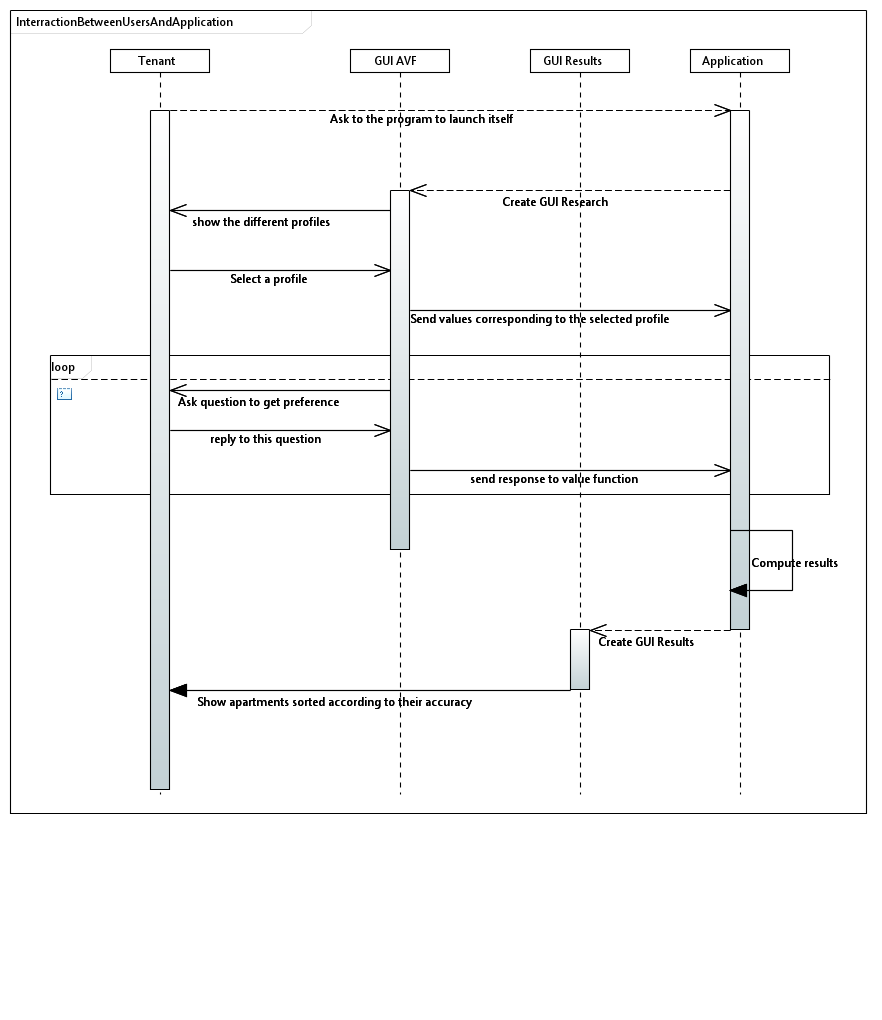 InterractionBetweenUsersAndApplication
Tenant
GUI AVF
GUI Results
Application
Ask to the program to launch itself
Create GUI Research
show the different profiles
Select a profile
Send values corresponding to the selected profile
loop
?
Ask question to get preference
reply to this question
send response to value function
Compute results
Create GUI Results
Show apartments sorted according to their accuracy